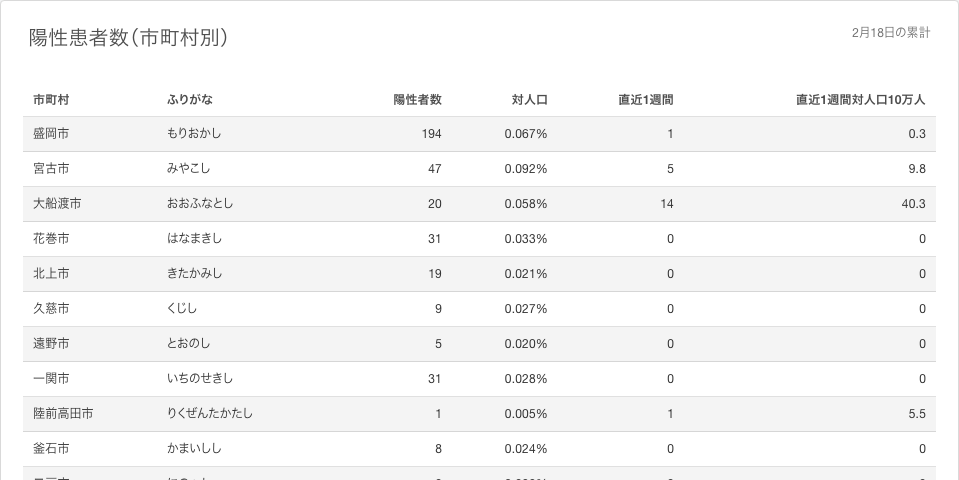 陽性患者数（市町村別）
2月18日の累計
市町村 ふりがな 陽性者数 対人口 直近1週間 直近1週間対人口10万人
盛岡市 もりおかし 194 0.067% 1 0.3
宮古市 みやこし 47 0.092% 5 9.8
大船渡市 おおふなとし 20 0.058% 14 40.3
花巻市 はなまきし 31 0.033% 0 0
北上市 きたかみし 19 0.021% 0 0
久慈市 くじし 9 0.027% 0 0
遠野市 とおのし 5 0.020% 0 0
一関市 いちのせきし 31 0.028% 0 0
陸前高田市 りくぜんたかたし 1 0.005% 1 5.5
釜石市 かまいしし 8 0.024% 0 0